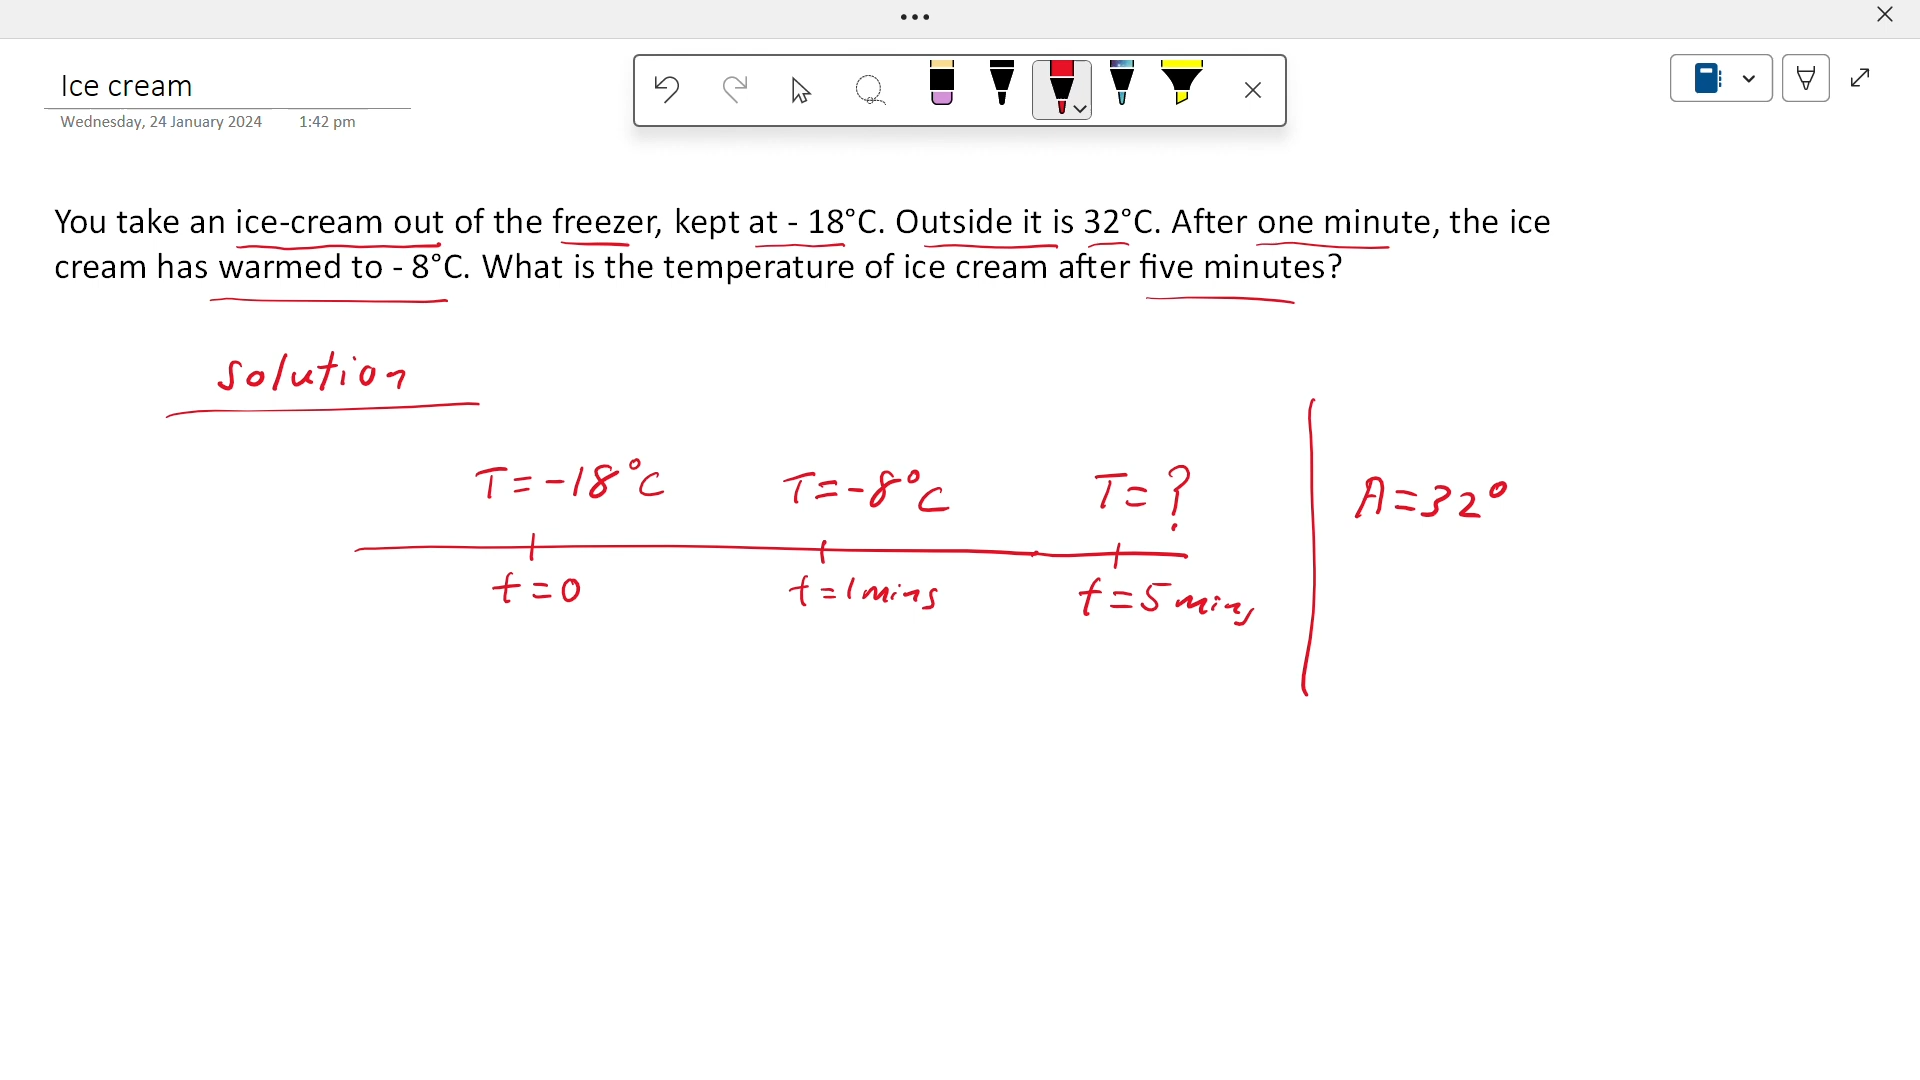 Ice cream
Wednesday, 24 January 2024 1:42 pm
You take an ice-cream out of the freezer, kept at - 18°C. Outside it is 32°C. After one minute, the ice
cream has warmed to - 8°C. What is the temperature of ice cream after five minutes?
solution
T=-18°C T=-8°C T=? A=32°
t=0 t=1mins t=5mins